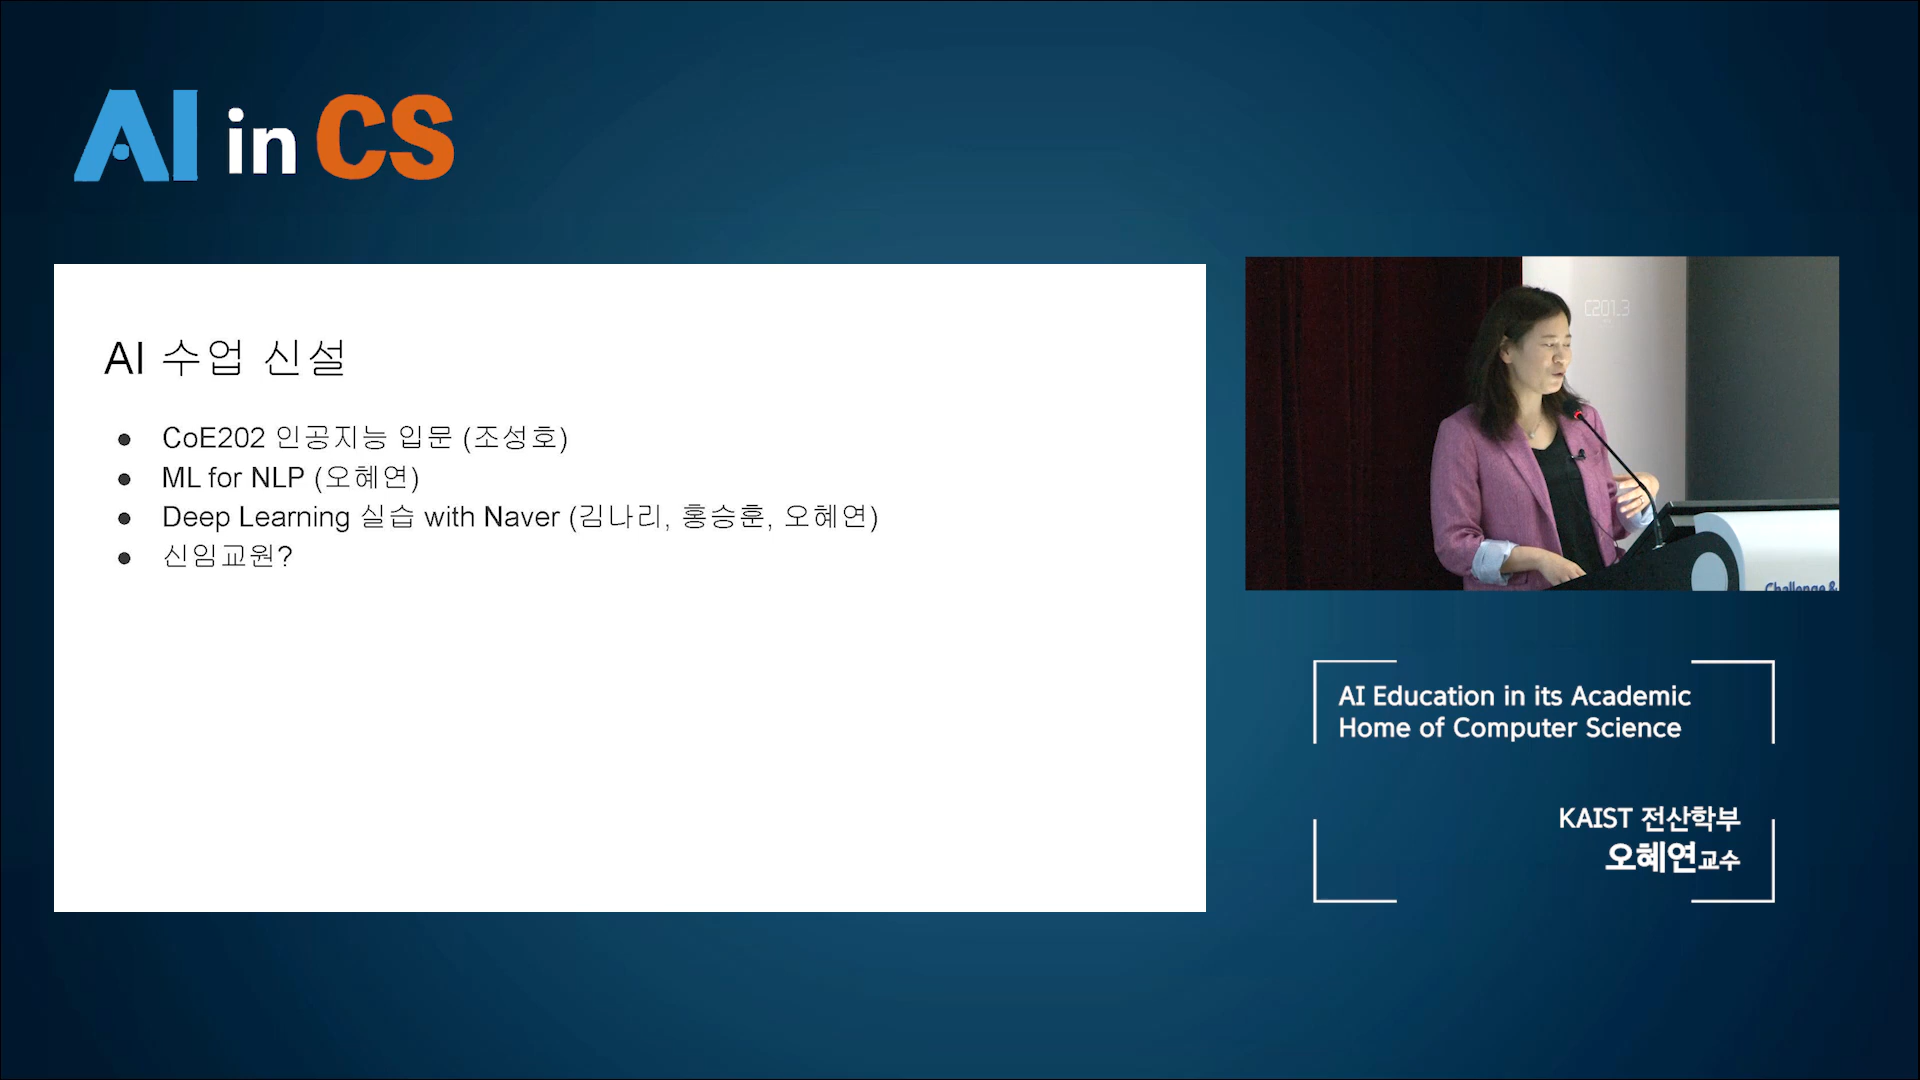 AI in CS
AI 수업 신설
● CoE202 인공지능 입문 (조성호)
● ML for NLP (오혜연)
● Deep Learning 실습 with Naver (김나리, 홍승훈, 오혜연)
● 신임교원?
Challenge &
AI Education in its Academic
Home of Computer Science
KAIST 전산학부
오혜연교수